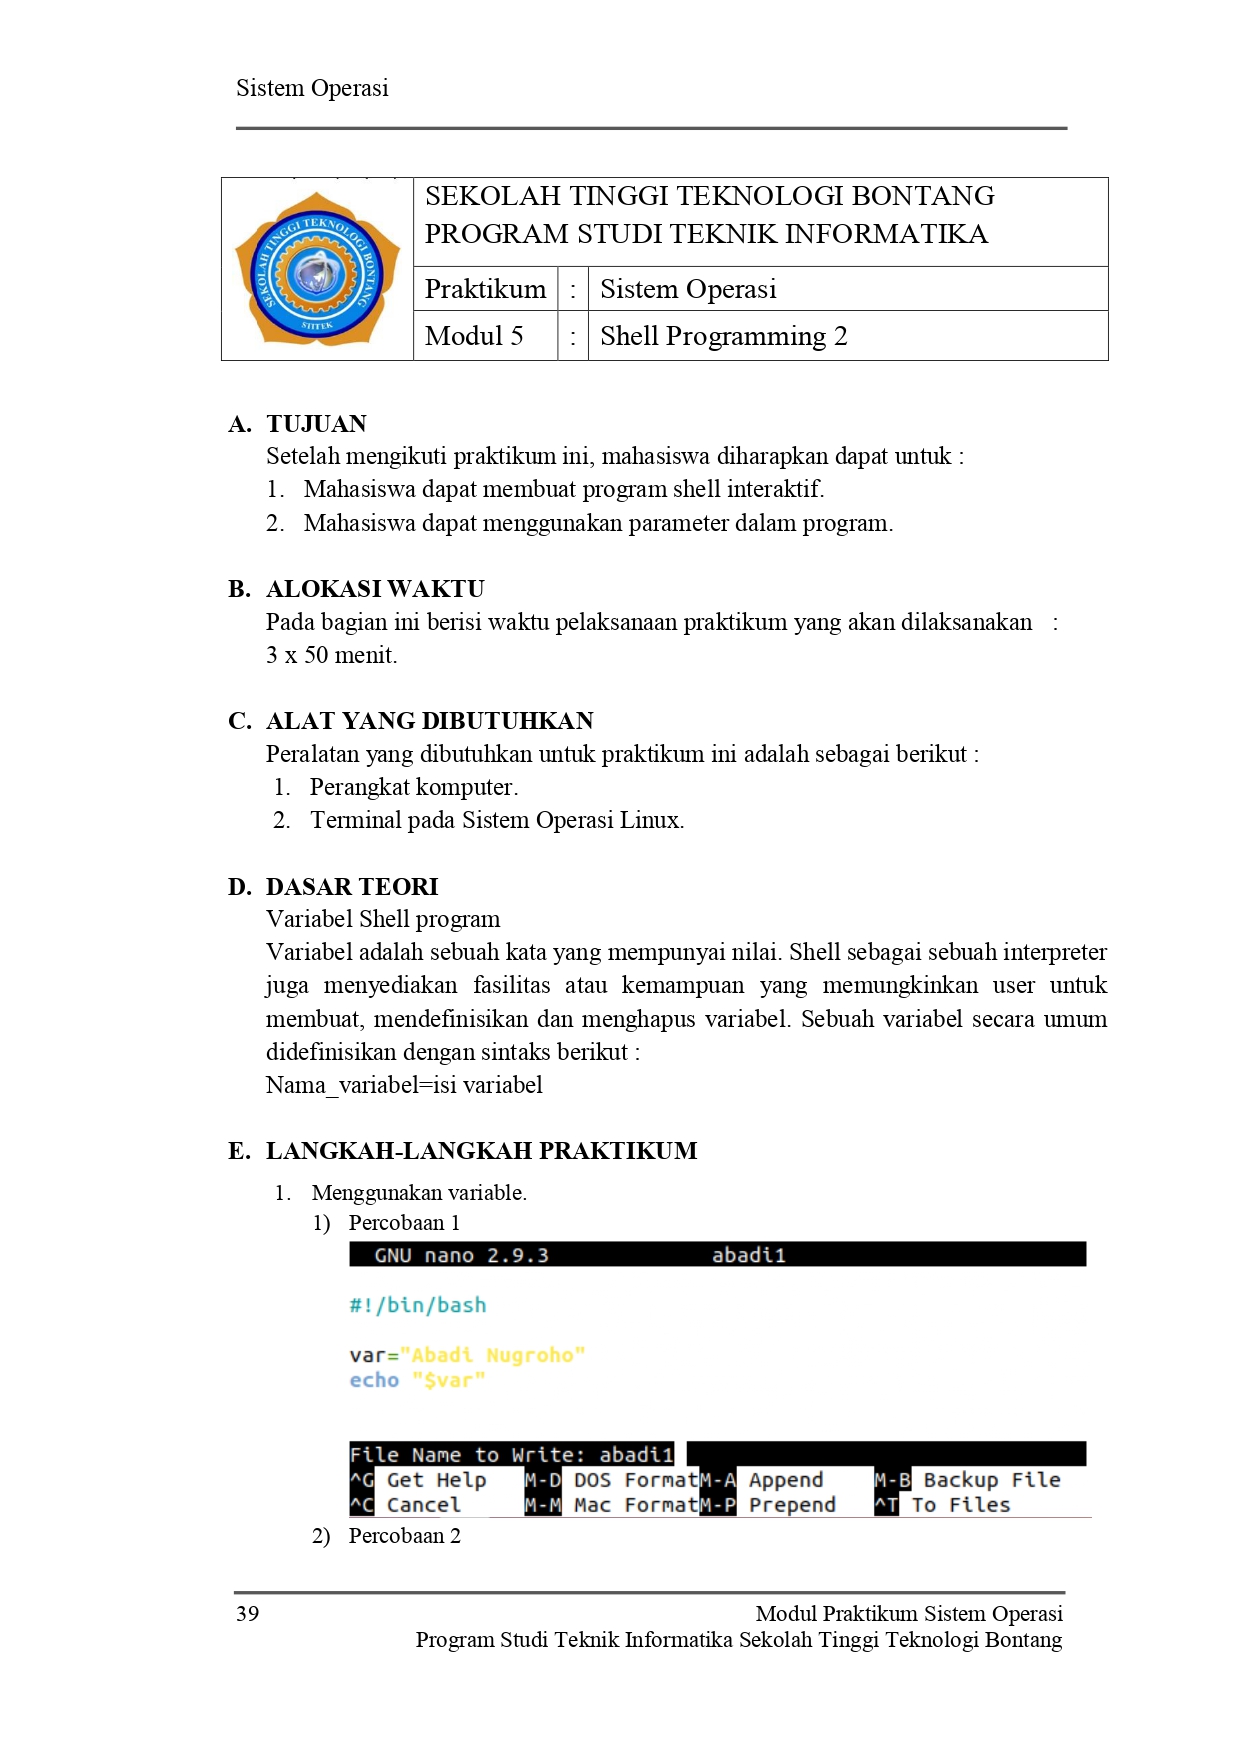 Sistem Operasi
SEKOLAH TINGGI TEKNOLOGI BONTANG
STITEK
SEKOLAH TINGGI TEKNOLOGI BONTANG
PROGRAM STUDI TEKNIK INFORMATIKA
Praktikum : Sistem Operasi
Modul 5 : Shell Programming 2
A. TUJUAN
Setelah mengikuti praktikum ini, mahasiswa diharapkan dapat untuk :
1. Mahasiswa dapat membuat program shell interaktif.
2. Mahasiswa dapat menggunakan parameter dalam program.
B. ALOKASI WAKTU
Pada bagian ini berisi waktu pelaksanaan praktikum yang akan dilaksanakan :
3 x 50 menit.
C. ALAT YANG DIBUTUHKAN
Peralatan yang dibutuhkan untuk praktikum ini adalah sebagai berikut :
1. Perangkat komputer.
2. Terminal pada Sistem Operasi Linux.
D. DASAR TEORI
Variabel Shell program
Variabel adalah sebuah kata yang mempunyai nilai. Shell sebagai sebuah interpreter
juga menyediakan fasilitas atau kemampuan yang memungkinkan user untuk
membuat, mendefinisikan dan menghapus variabel. Sebuah variabel secara umum
didefinisikan dengan sintaks berikut :
Nama_variabel=isi variabel
E. LANGKAH-LANGKAH PRAKTIKUM
1. Menggunakan variable.
1) Percobaan 1
GNU nano 2.9.3 abadi1
#!/bin/bash
var="Abadi Nugroho"
echo "$var"
File Name to Write: abadi1
^G Get Help M-D DOS Format M-A Append M-B Backup File
^C Cancel M-M Mac Format M-P Prepend ^T To Files
2) Percobaan 2
39 Modul Praktikum Sistem Operasi
Program Studi Teknik Informatika Sekolah Tinggi Teknologi Bontang